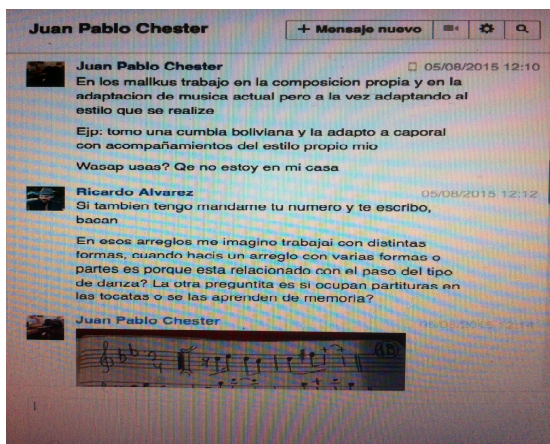 Juan Pablo Chester
+ Mensaje nuevo
Juan Pablo Chester
05/08/2015 12:10
En los mallkus trabajo en la composicion propia y en la
adaptacion de musica actual pero a la vez adaptando al
estilo que se realize
Ejp: tomo una cumbia boliviana y la adapto a caporal
con acompañamientos del estilo propio mio
Wasap usas? Qe no estoy en mi casa
Ricardo Alvarez
05/08/2015 12:12
Si tambien tengo mandame tu numero y te escribo,
bacan
En esos arreglos me imagino trabajai con distintas
formas, cuando hacis un arreglo con varias formas o
partes es porque esta relacionado con el paso del tipo
de danza? La otra preguntita es si ocupan partituras en
las tocatas o se las aprenden de memoria?
Juan Pablo Chester
05/08/2015 12:14